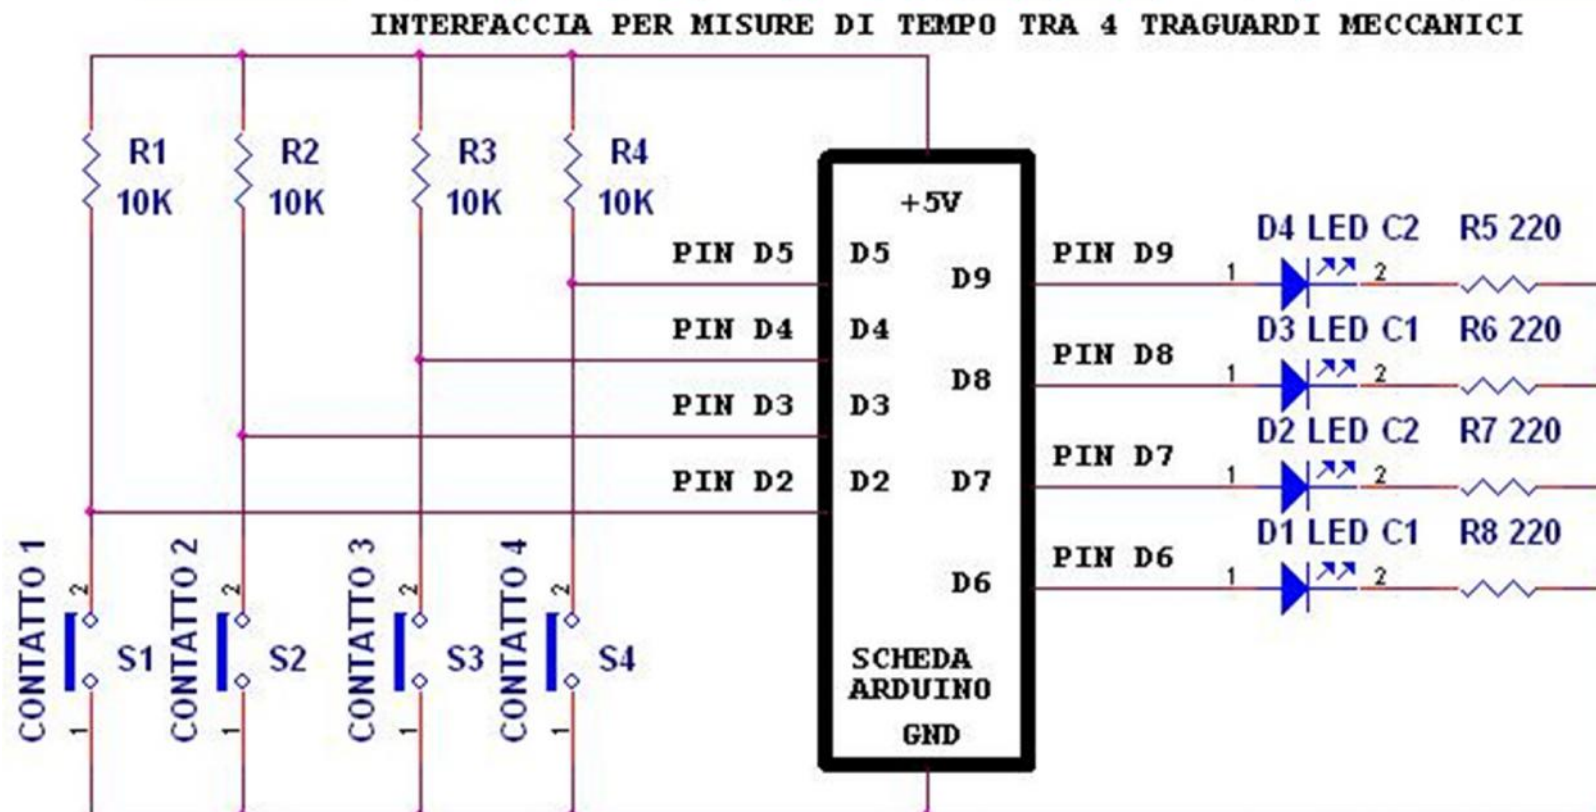 INTERFACCIA PER MISURE DI TEMPO TRA 4 TRAGUARDI MECCANICI
R1
10K
R2
10K
R3
10K
R4
10K
+5V
PIN D5
D5
PIN D4
D4
PIN D3
D3
PIN D2
D2
D9
PIN D9
D8
PIN D8
D7
PIN D7
D6
PIN D6
1
D4 LED C2
2
R5 220
1
D3 LED C1
2
R6 220
1
D2 LED C2
2
R7 220
1
D1 LED C1
2
R8 220
CONTATTO 1
2
S1
1
CONTATTO 2
2
S2
1
CONTATTO 3
2
S3
1
CONTATTO 4
2
S4
1
SCHEDA
ARDUINO
GND